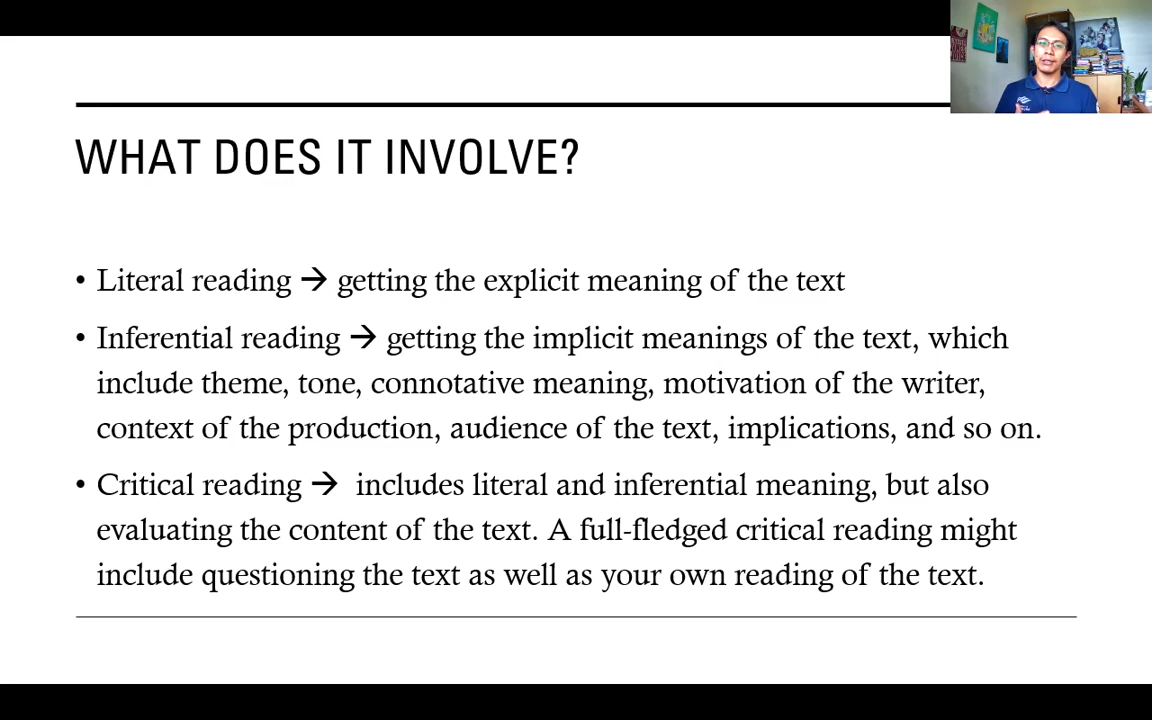 WHAT DOES IT INVOLVE?
• Literal reading → getting the explicit meaning of the text
• Inferential reading → getting the implicit meanings of the text, which
include theme, tone, connotative meaning, motivation of the writer,
context of the production, audience of the text, implications, and so on.
• Critical reading → includes literal and inferential meaning, but also
evaluating the content of the text. A full-fledged critical reading might
include questioning the text as well as your own reading of the text.